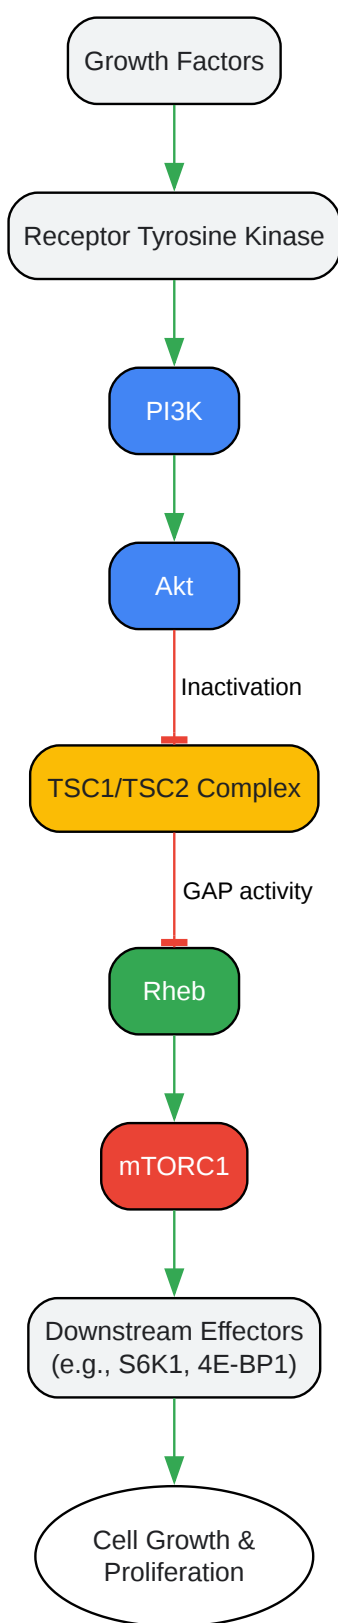 Growth Factors
Receptor Tyrosine Kinase
PI3K
Akt
Inactivation
TSC1/TSC2 Complex
GAP activity
Rheb
mTORC1
Downstream Effectors
(e.g., S6K1, 4E-BP1)
Cell Growth &
Proliferation